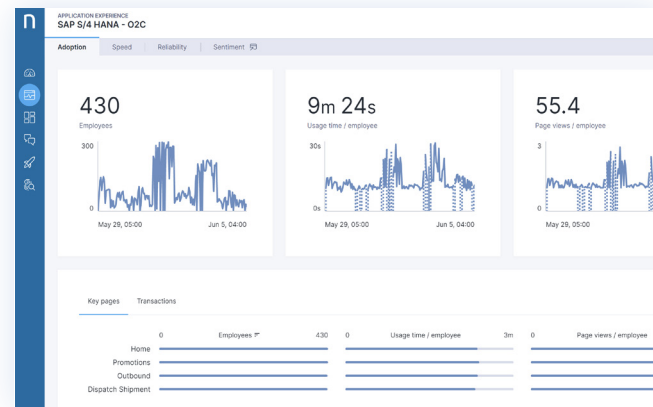 n
APPLICATION EXPERIENCE
SAP S/4 HANA - O2C
Adoption Speed Reliability Sentiment
430
Employees
300
0
May 29, 05:00 Jun 5, 04:00
9m 24s
Usage time / employee
30s
0s
May 29, 05:00 Jun 5, 04:00
55.4
Page views / employee
3
0
May 29, 05:00
Key pages Transactions
0 Employees 430 0 Usage time / employee 3m 0 Page views / employee
Home
Promotions
Outbound
Dispatch Shipment